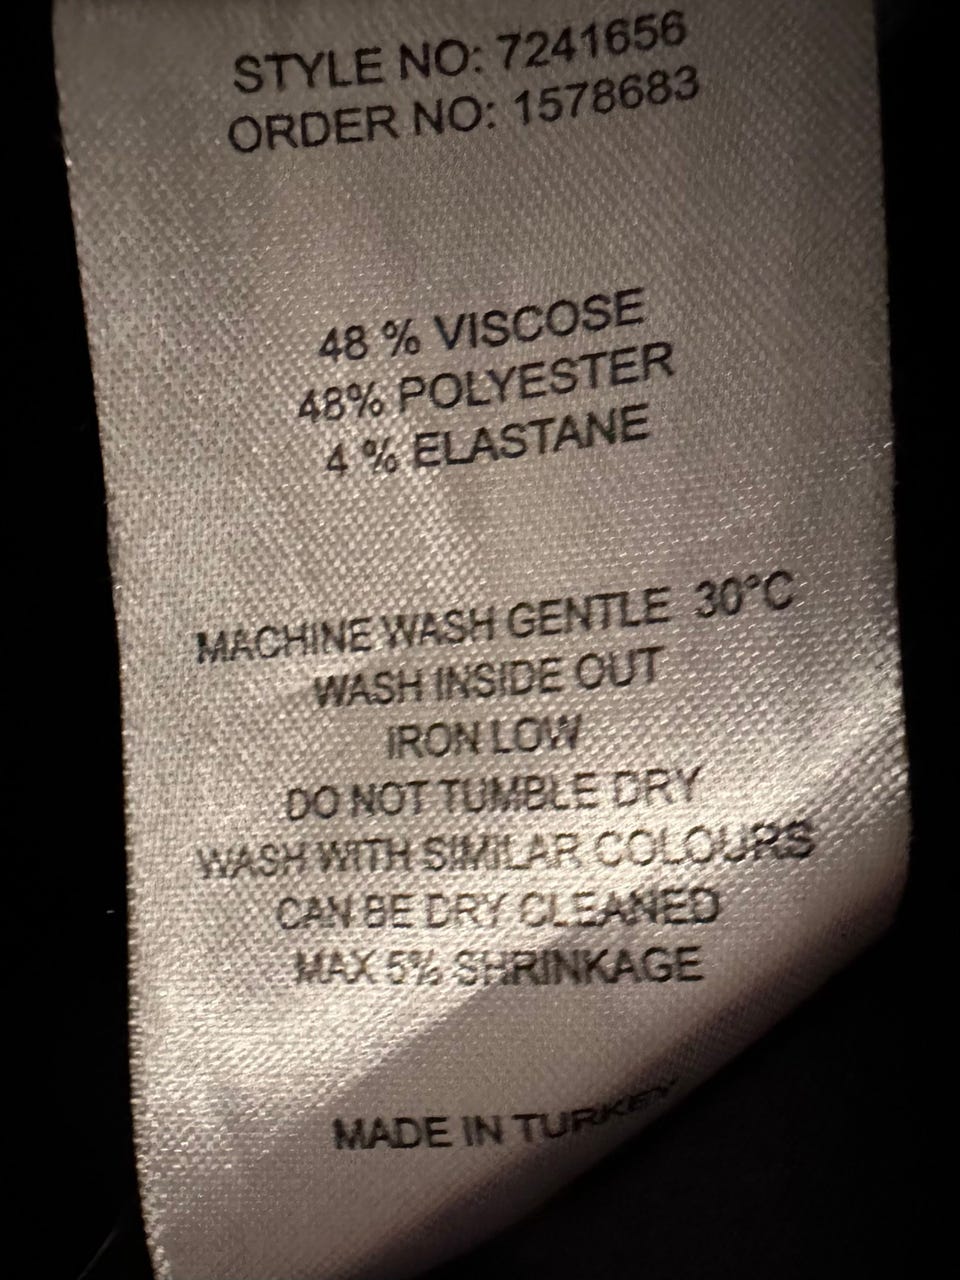 STYLE NO: 7241656
ORDER NO: 1578683
48 % VISCOSE
48% POLYESTER
4 % ELASTANE
MACHINE WASH GENTLE 30°C
WASH INSIDE OUT
IRON LOW
DO NOT TUMBLE DRY
WASH WITH SIMILAR COLOURS
CAN BE DRY CLEANED
MAX 5% SHRINKAGE
MADE IN TURKEY